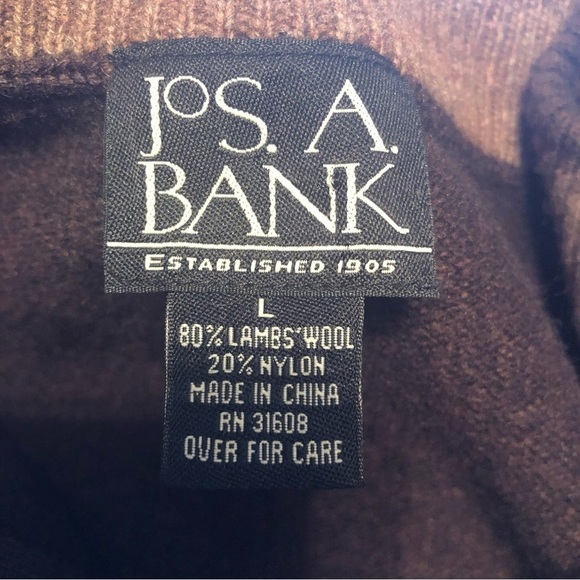 JOS. A.
BANK
ESTABLISHED 1905
L
80% LAMBS'WOOL
20% NYLON
MADE IN CHINA
RN 31608
OVER FOR CARE